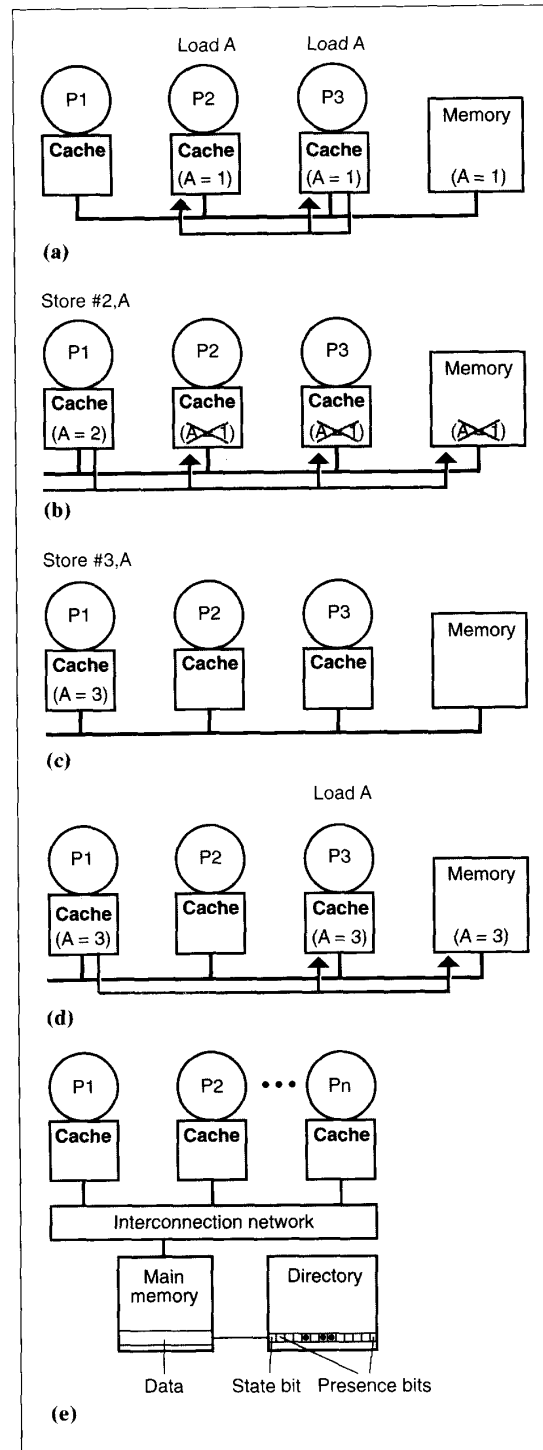 Load A Load A
P1 P2 P3
Memory
Cache Cache Cache
(A = 1) (A = 1) (A = 1)
(a)
Store #2,A
P1 P2 P3
Memory
Cache Cache Cache
(A = 2) (A = 1) (A = 1) (A = 1)
(b)
Store #3,A
P1 P2 P3
Memory
Cache Cache Cache
(A = 3)
(c)
Load A
P1 P2 P3
Memory
Cache Cache Cache
(A = 3) (A = 3) (A = 3)
(d)
P1 P2 ••• Pn
Cache Cache Cache
Interconnection network
Main memory
Directory
Data State bit Presence bits
(e)